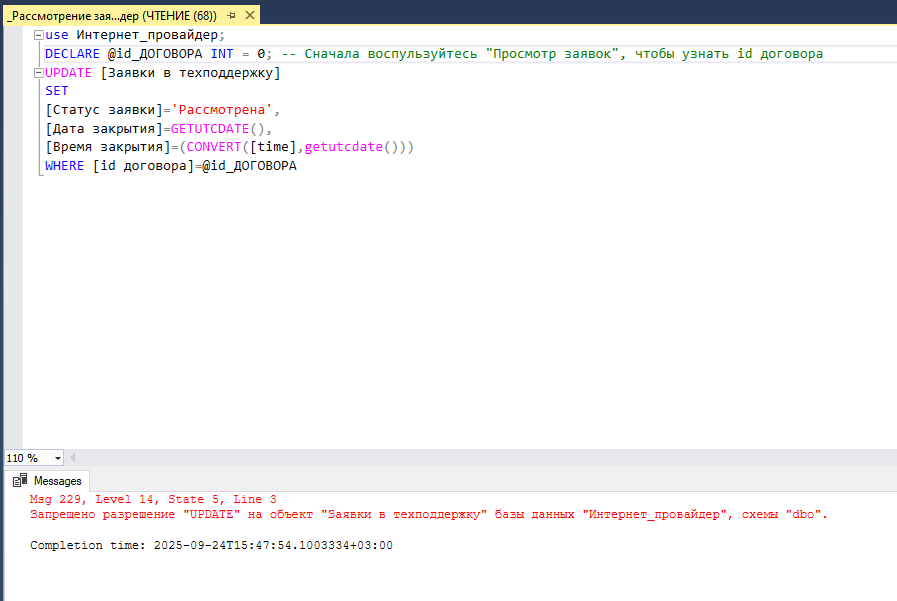 _Рассмотрение зая...дер (ЧТЕНИЕ (68))
use Интернет_провайдер;
DECLARE @id_ДОГОВОРА INT = 0; -- Сначала воспульзуйтесь "Просмотр заявок", чтобы узнать id договора
UPDATE [Заявки в техподдержку]
SET
[Статус заявки]='Рассмотрена',
[Дата закрытия]=GETUTCDATE(),
[Время закрытия]=(CONVERT([time],getutcdate()))
WHERE [id договора]=@id_ДОГОВОРА
110 %
Messages
Msg 229, Level 14, State 5, Line 3
Запрещено разрешение "UPDATE" на объект "Заявки в техподдержку" базы данных "Интернет_провайдер", схемы "dbo".
Completion time: 2025-09-24T15:47:54.1003334+03:00